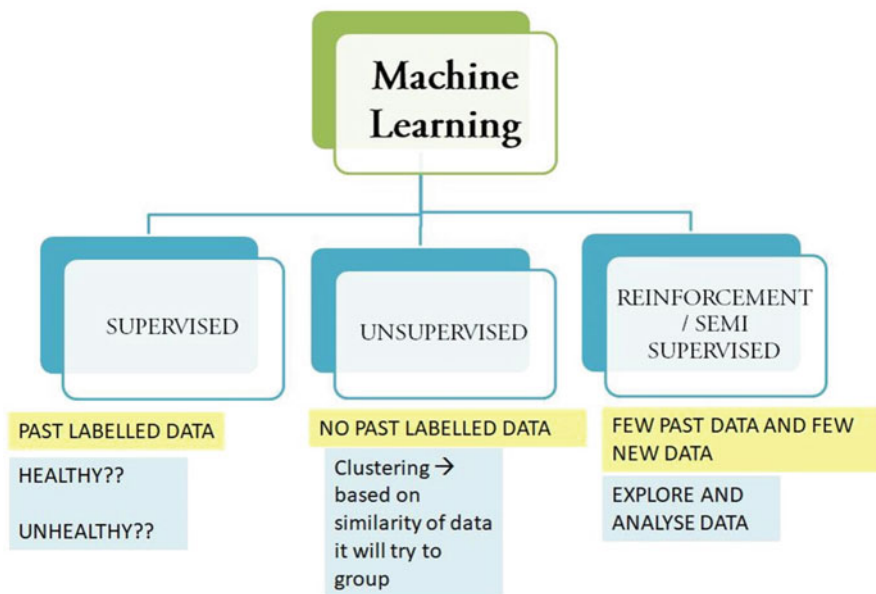 Machine
Learning
SUPERVISED
UNSUPERVISED
REINFORCEMENT
/ SEMI
SUPERVISED
PAST LABELLED DATA
HEALTHY??
UNHEALTHY??
NO PAST LABELLED DATA
Clustering →
based on
similarity of data
it will try to
group
FEW PAST DATA AND FEW
NEW DATA
EXPLORE AND
ANALYSE DATA